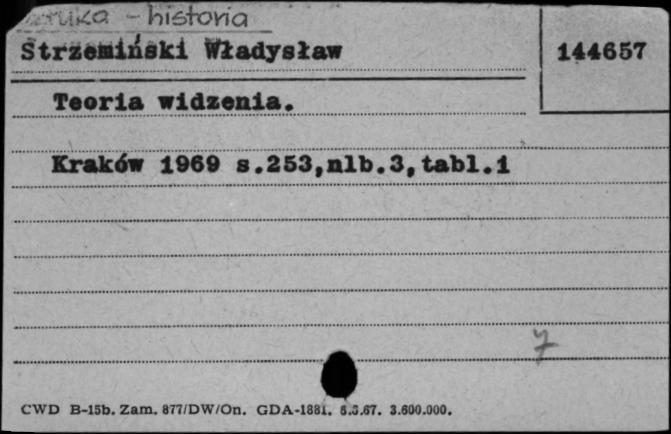 sztuka - historia
Strzemiński Władysław
144657
Teoria widzenia.
Kraków 1969 s.253,nlb.3,tabl.1
7
CWD B-15b. Zam. 877/DW/On. GDA-1881. 6.3.67. 3.600.000.